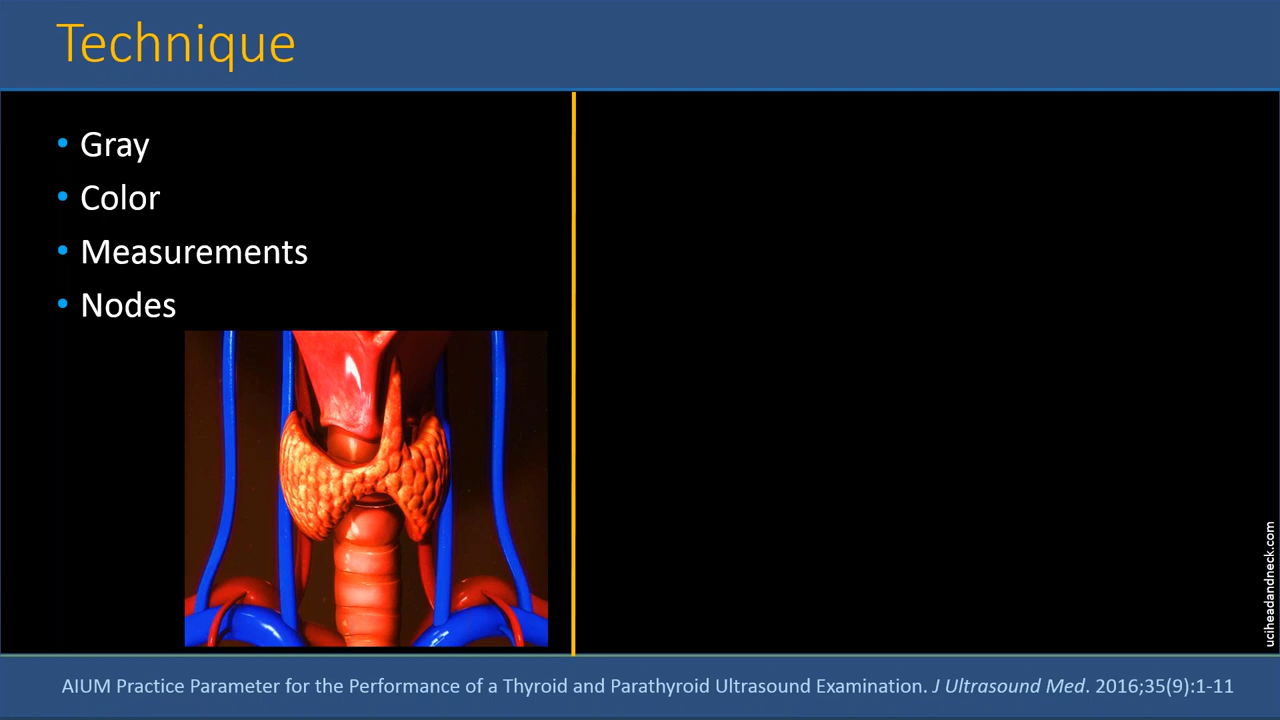 Technique
• Gray
• Color
• Measurements
• Nodes
uciheadandneck.com
AIUM Practice Parameter for the Performance of a Thyroid and Parathyroid Ultrasound Examination. J Ultrasound Med. 2016;35(9):1-11